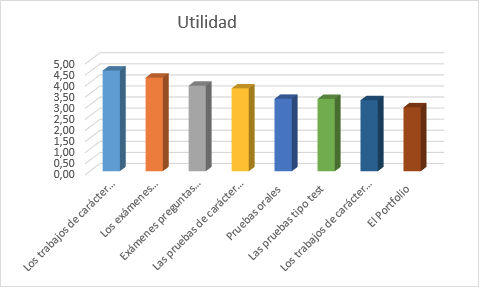 Utilidad
5,00
4,50
4,00
3,50
3,00
2,50
2,00
1,50
1,00
0,50
0,00
Los trabajos de carácter...
Los exámenes...
Exámenes preguntas...
Las pruebas de carácter...
Pruebas orales
Las pruebas tipo test
Los trabajos de carácter...
El Portfolio